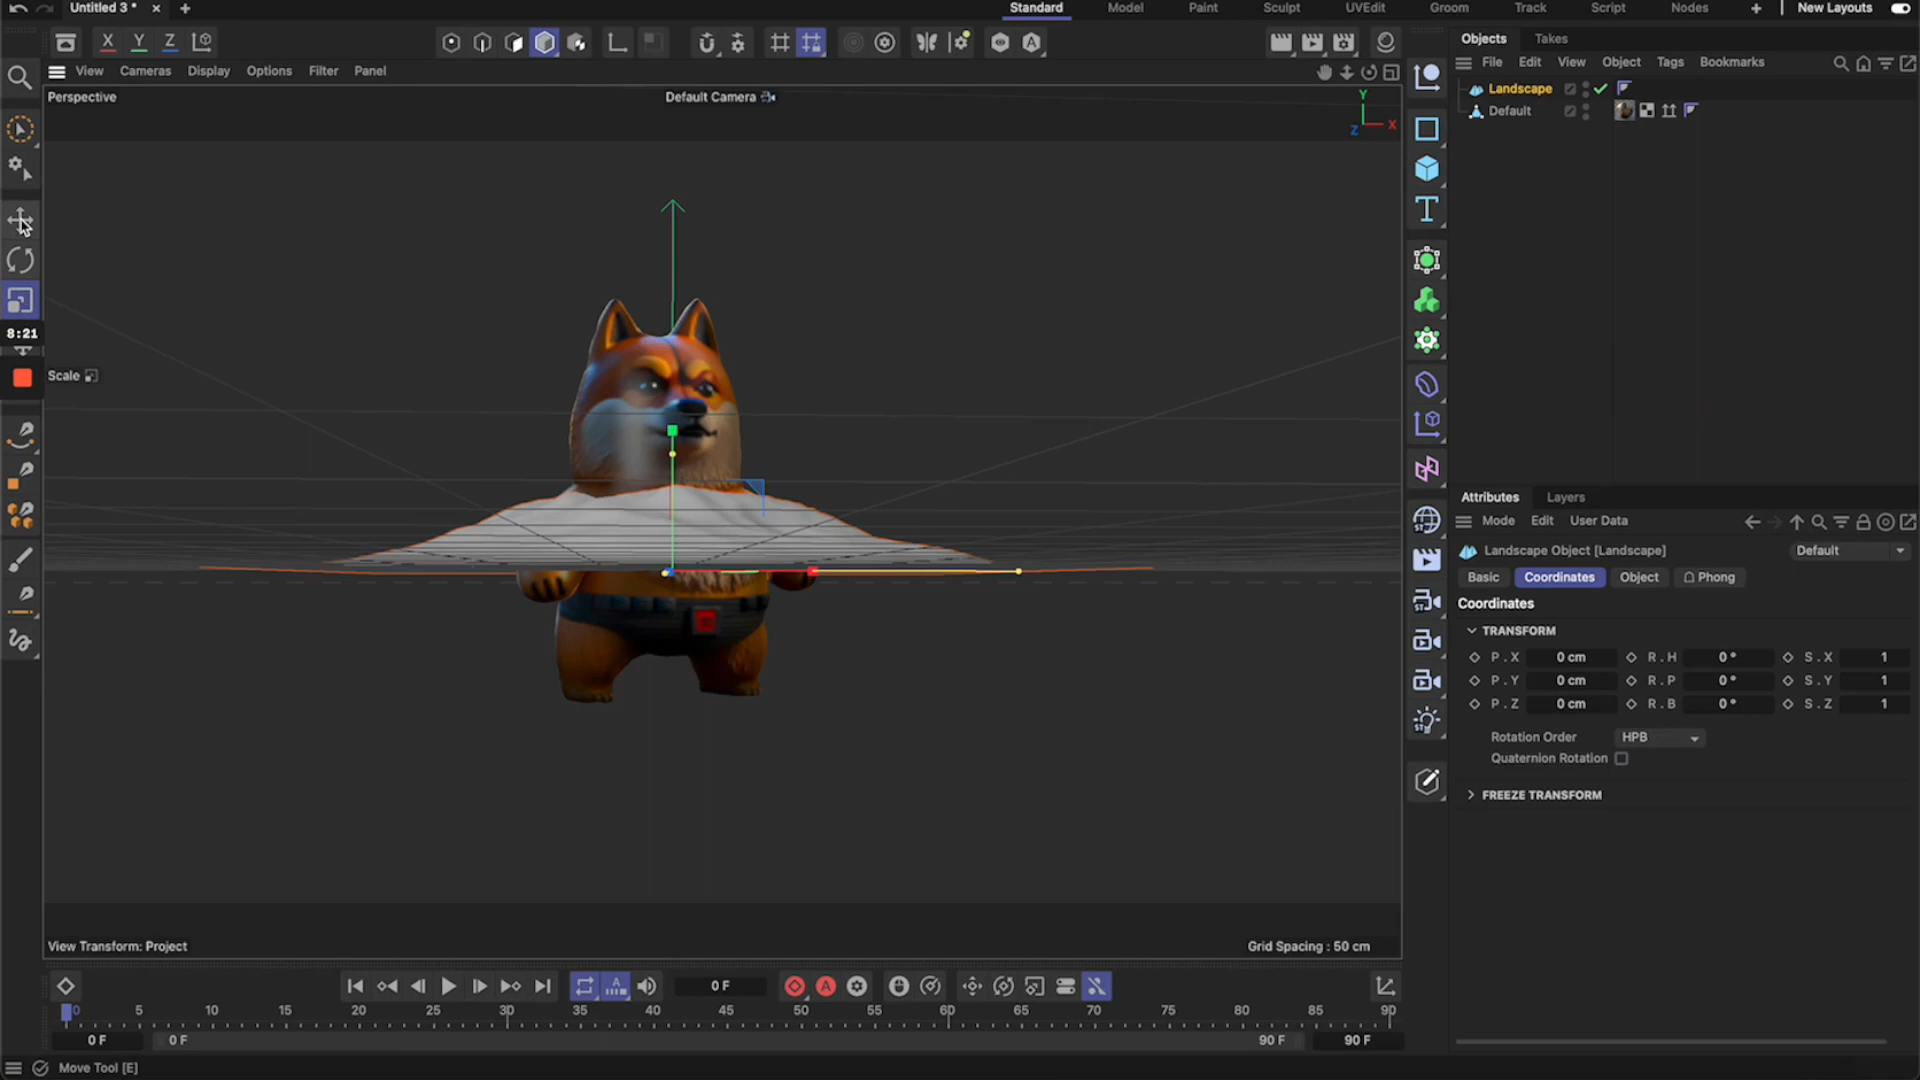 Untitled 3 *
Standard
Model
Paint
Sculpt
UVEdit
Groom
Track
Script
Nodes
New Layouts
X
Y
Z
View
Cameras
Display
Options
Filter
Panel
Perspective
Default Camera
Y
Z
X
8:21
Scale
View Transform: Project
Grid Spacing : 50 cm
ST
ST
Objects
Takes
File
Edit
View
Object
Tags
Bookmarks
Landscape
Default
Attributes
Layers
Mode
Edit
User Data
Landscape Object [Landscape]
Default
Basic
Coordinates
Object
Phong
Coordinates
TRANSFORM
P . X 0 cm R . H 0 ° S . X 1
P . Y 0 cm R . P 0 ° S . Y 1
P . Z 0 cm R . B 0 ° S . Z 1
Rotation Order HPB
Quaternion Rotation
FREEZE TRANSFORM
0 F
0 5 10 15 20 25 30 35 40 45 50 55 60 65 70 75 80 85 90
0 F
0 F
90 F
90 F
Move Tool [E]